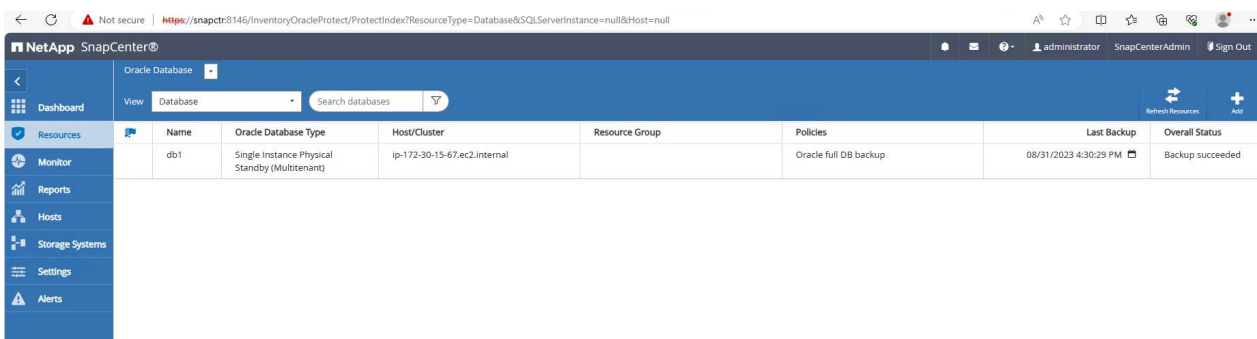 Not secure | https://snapctr:8146/InventoryOracleProtect/ProtectIndex?ResourceType=Database&SQLServerInstance=null&Host=null
NetApp SnapCenter® administrator SnapCenterAdmin Sign Out
Oracle Database
View Database Search databases Refresh Resources Add
Dashboard
Resources
Monitor
Reports
Hosts
Storage Systems
Settings
Alerts
Name Oracle Database Type Host/Cluster Resource Group Policies Last Backup Overall Status
db1 Single Instance Physical Standby (Multitenant) ip-172-30-15-67.ec2.internal Oracle full DB backup 08/31/2023 4:30:29 PM Backup succeeded